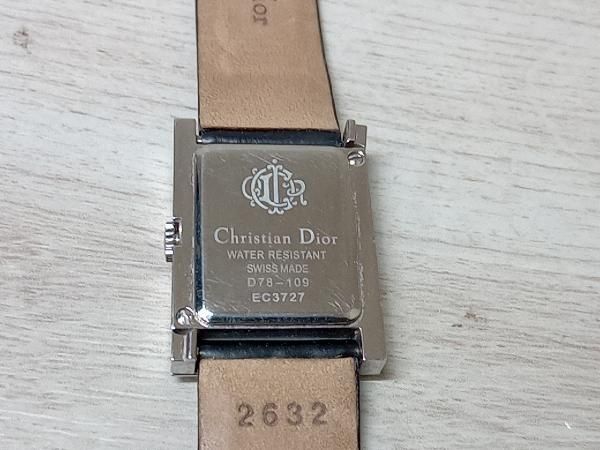 Christian Dior
WATER RESISTANT
SWISS MADE
D78-109
EC3727
2632